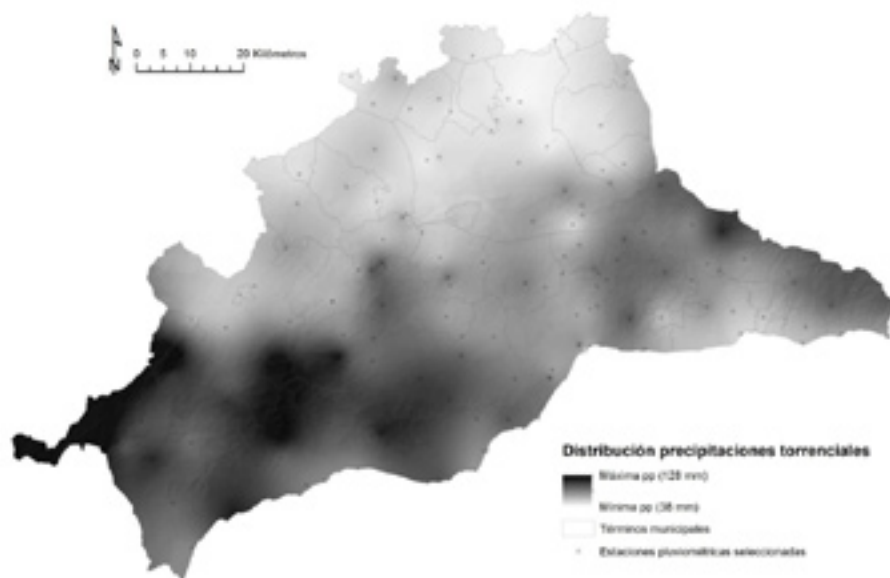 N
0 5 10 20 Kilómetros
Distribución precipitaciones torrenciales
Máxima pp (128 mm)
Mínima pp (38 mm)
Términos municipales
Estaciones pluviométricas seleccionadas